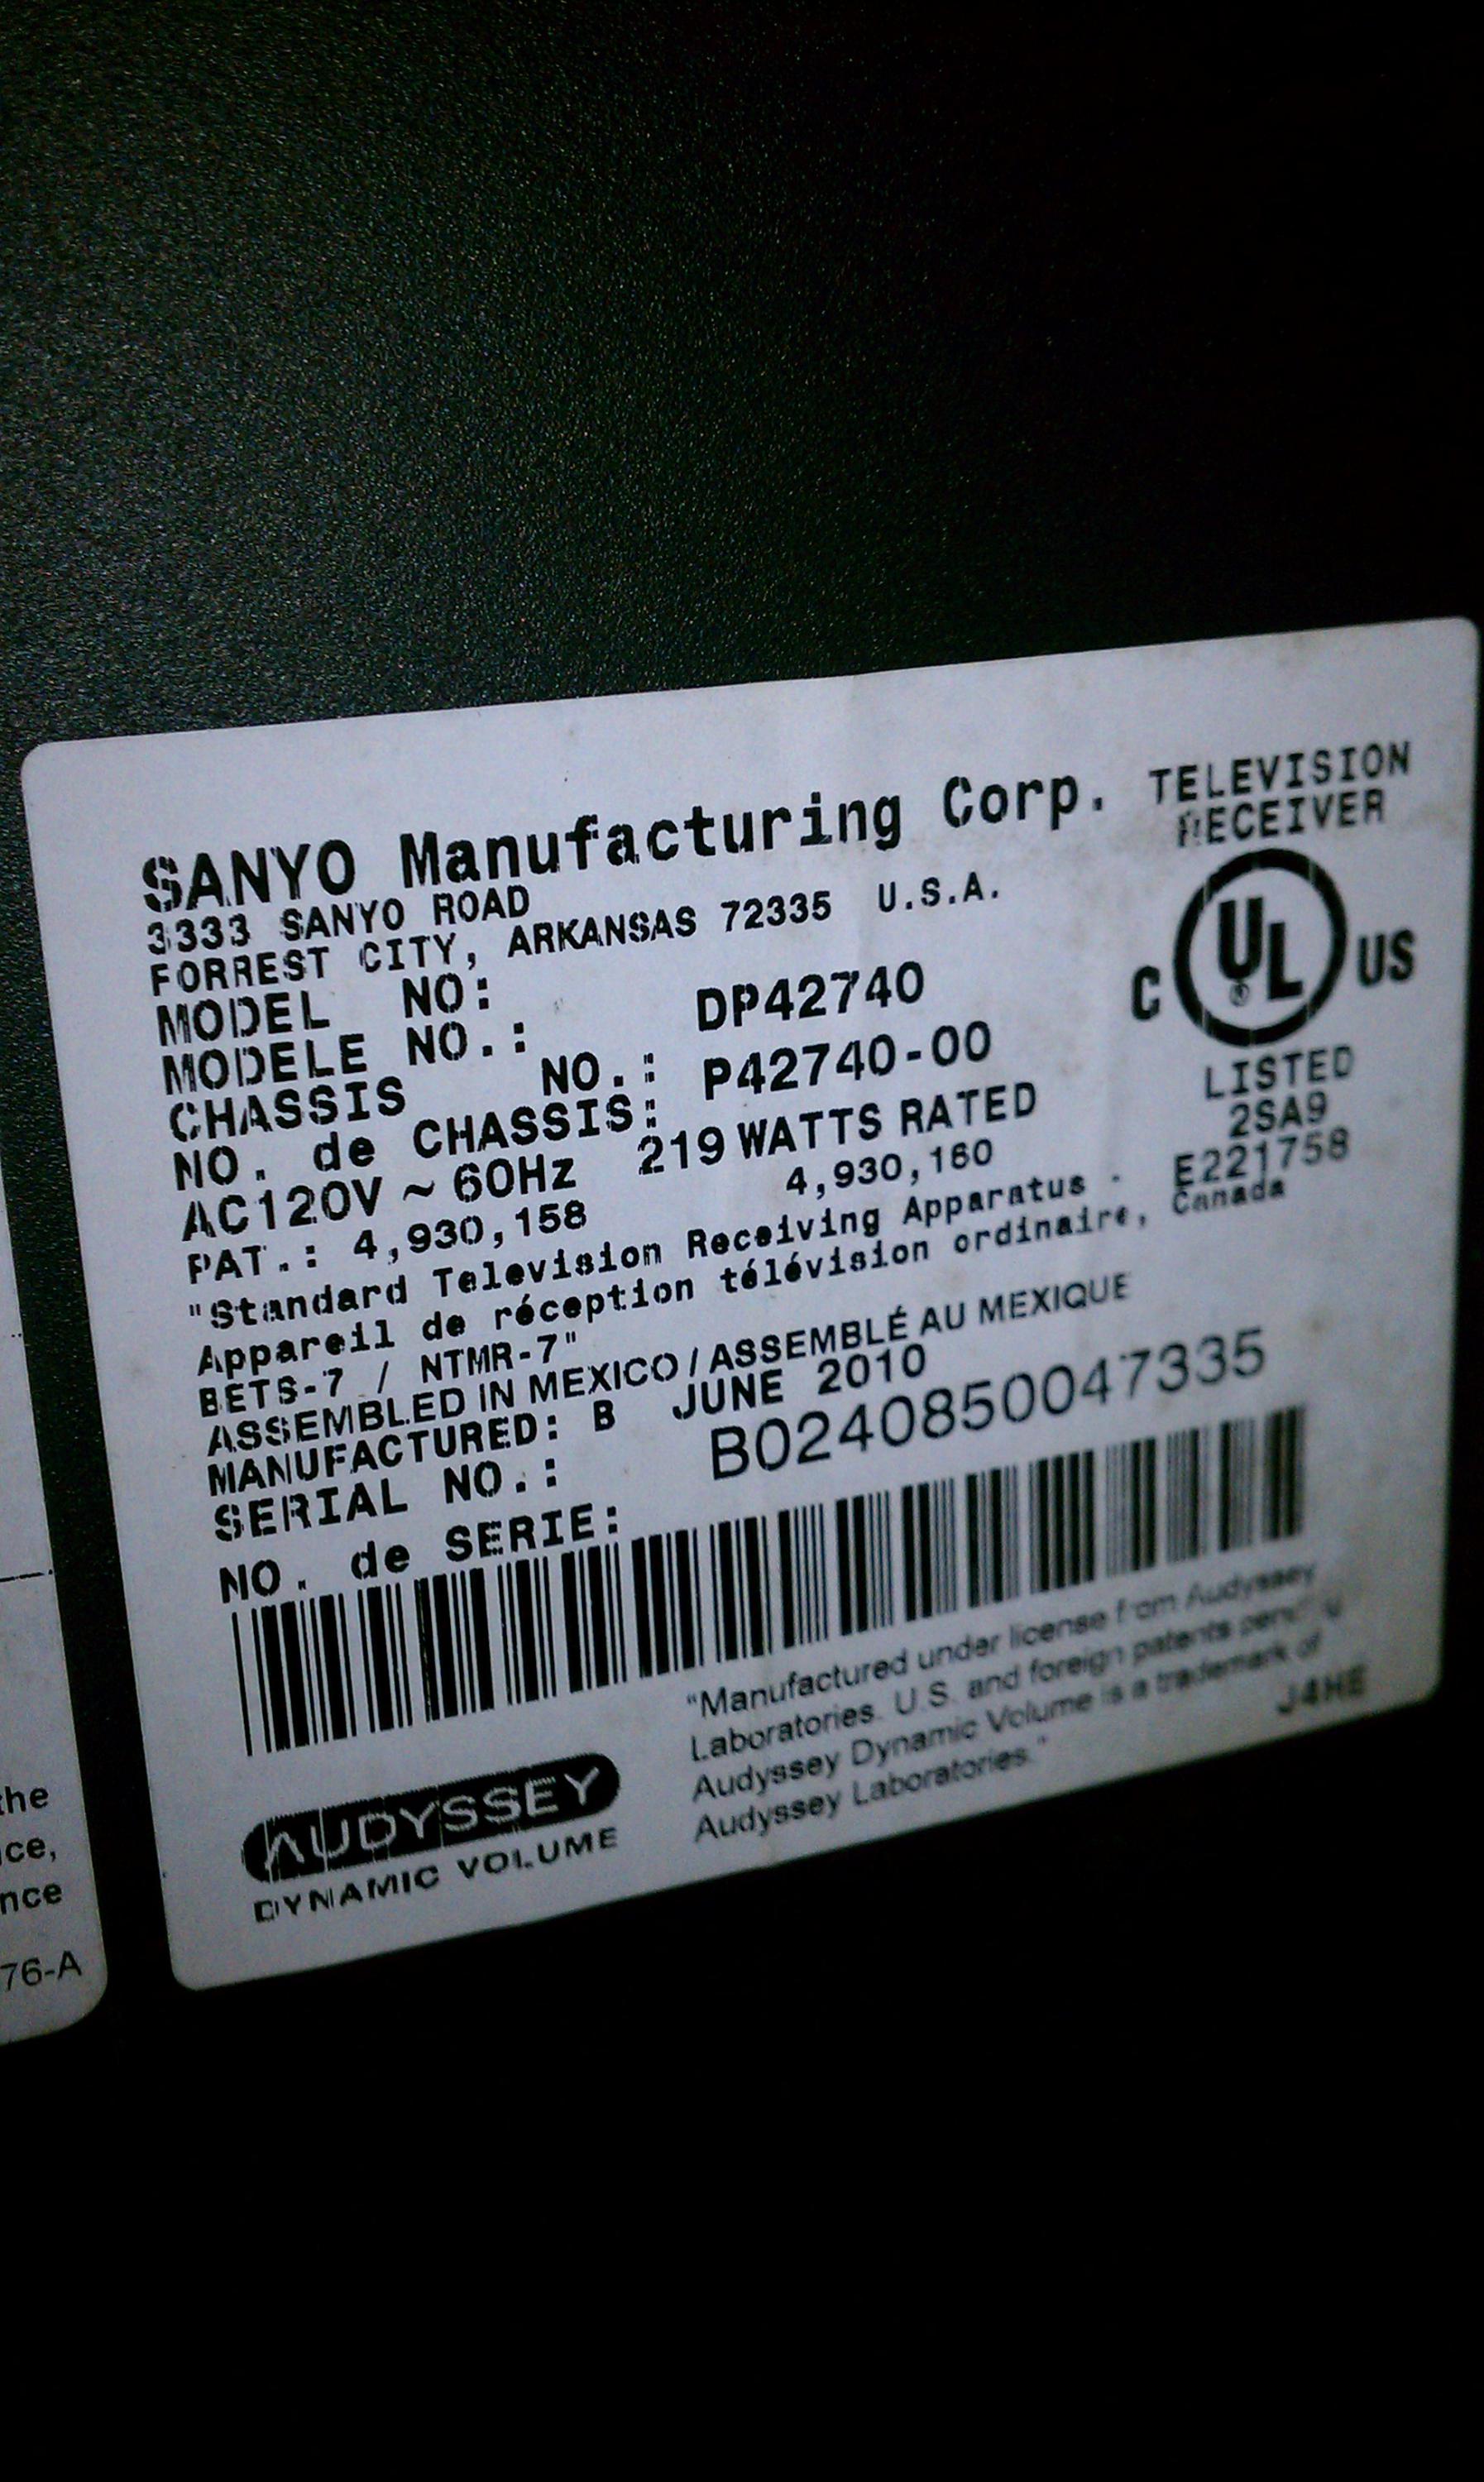 SANYO Manufacturing Corp.
3333 SANYO ROAD
FORREST CITY, ARKANSAS 72335 U.S.A.
MODEL NO:
MODELE NO.: DP42740
CHASSIS NO.: P42740-00
NO. de CHASSIS:
AC120V ~ 60Hz 219 WATTS RATED
PAT.: 4,930,158 4,930,160
"Standard Television Receiving Apparatus -
Appareil de réception télévision ordinaire, Canada
BETS-7 / NTMR-7"
ASSEMBLED IN MEXICO / ASSEMBLÉ AU MEXIQUE
MANUFACTURED: B JUNE 2010
SERIAL NO.: B0240850047335
NO. de SERIE:
TELEVISION
RECEIVER
C UL ® US
LISTED
2SA9
E221758
AUDYSSEY
DYNAMIC VOLUME
"Manufactured under license from Audyssey
Laboratories. U.S. and foreign patents pending
Audyssey Dynamic Volume is a trademark of
Audyssey Laboratories."
J4HE
the
ce,
nce
76-A